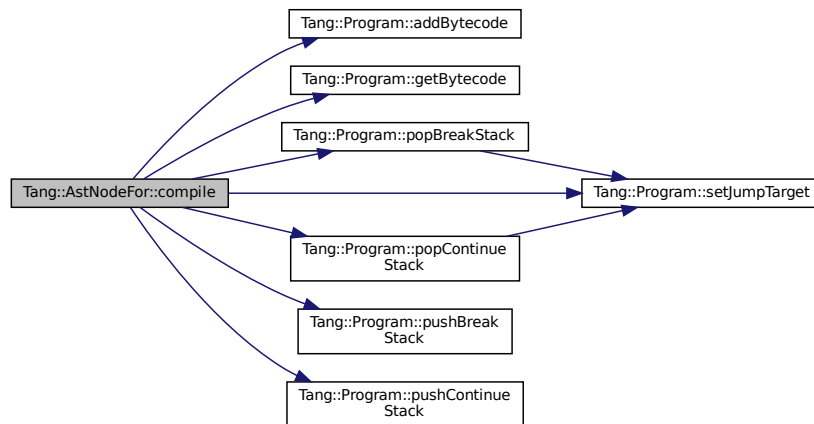 Tang::Program::addBytecode
Tang::Program::getBytecode
Tang::Program::popBreakStack
Tang::AstNodeFor::compile
Tang::Program::setJumpTarget
Tang::Program::popContinue
Stack
Tang::Program::pushBreak
Stack
Tang::Program::pushContinue
Stack